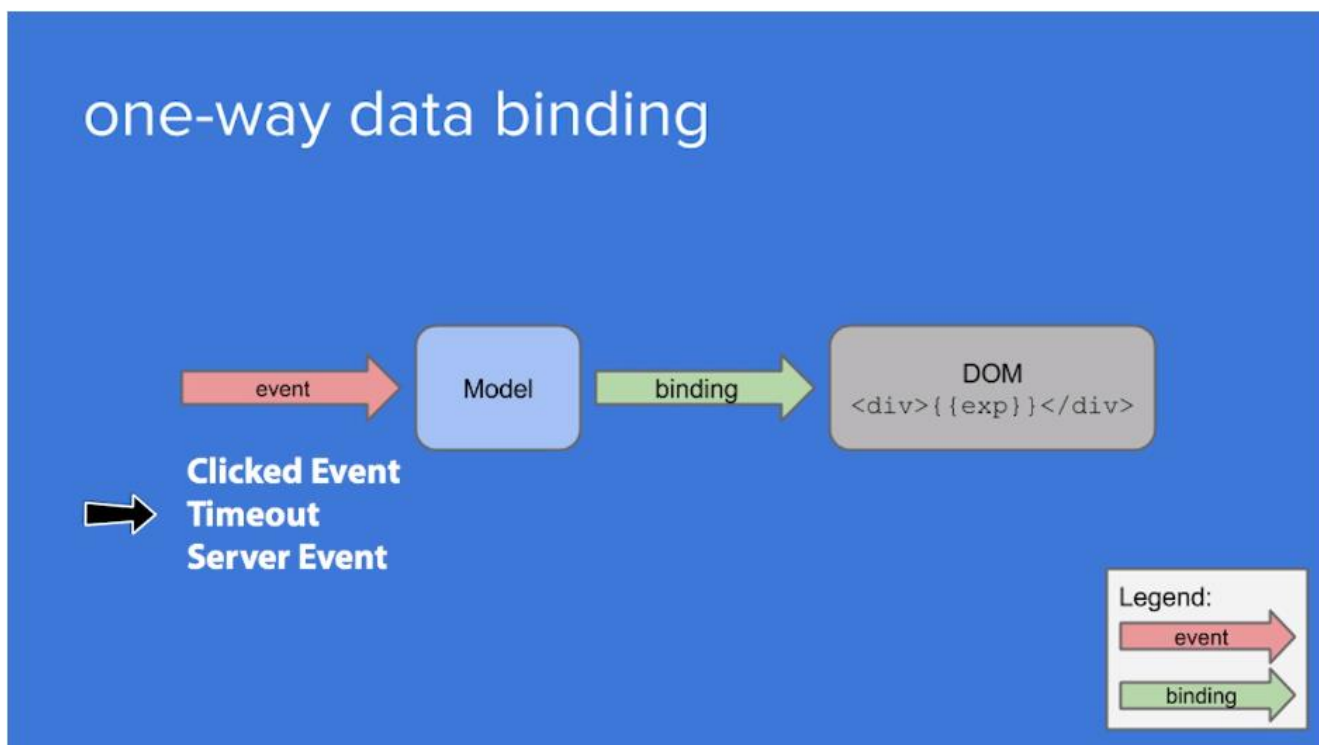 one-way data binding
event
Model
binding
DOM
<div>{{exp}}</div>
Clicked Event
Timeout
Server Event
Legend:
event
binding